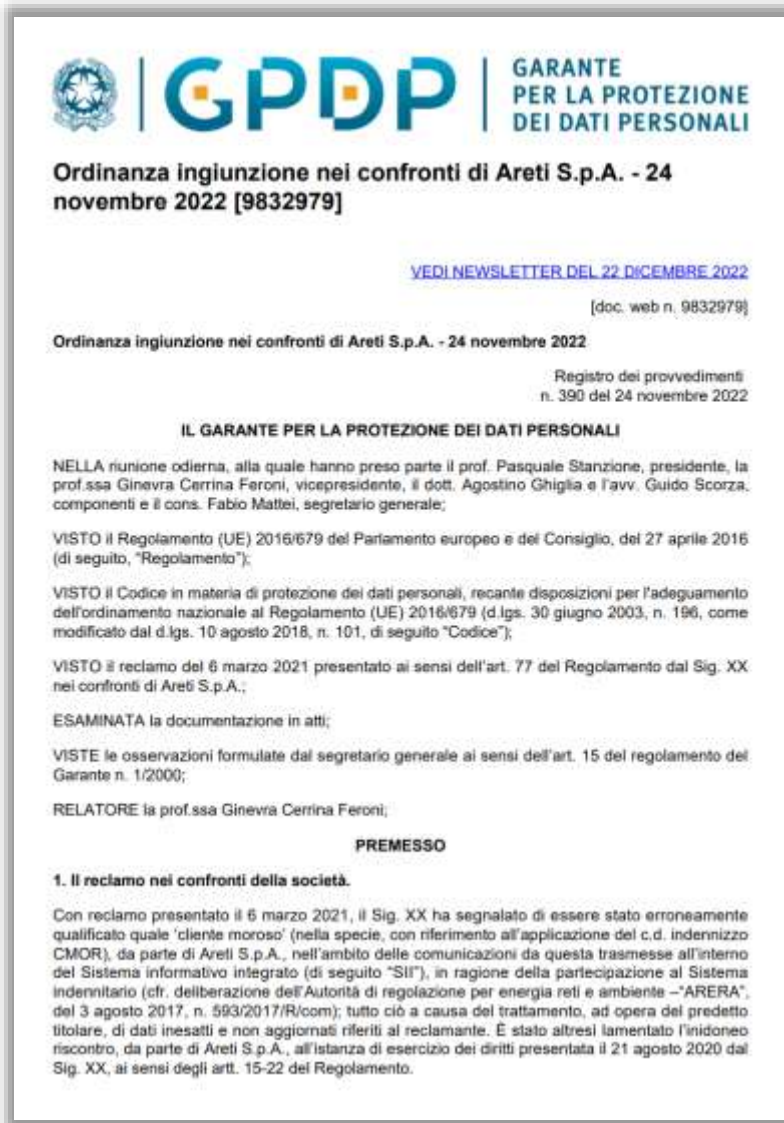 GPDP
GARANTE
PER LA PROTEZIONE
DEI DATI PERSONALI
Ordinanza ingiunzione nei confronti di Areti S.p.A. - 24
novembre 2022 [9832979]
VEDI NEWSLETTER DEL 22 DICEMBRE 2022
[doc. web n. 9832979]
Ordinanza ingiunzione nei confronti di Areti S.p.A. - 24 novembre 2022
Registro dei provvedimenti
n. 390 del 24 novembre 2022
IL GARANTE PER LA PROTEZIONE DEI DATI PERSONALI
NELLA riunione odierna, alla quale hanno preso parte il prof. Pasquale Stanzione, presidente, la
prof.ssa Ginevra Cerrina Feroni, vicepresidente, il dott. Agostino Ghiglia e l'avv. Guido Scorza,
componenti e il cons. Fabio Mattei, segretario generale;
VISTO il Regolamento (UE) 2016/679 del Parlamento europeo e del Consiglio, del 27 aprile 2016
(di seguito, "Regolamento");
VISTO il Codice in materia di protezione dei dati personali, recante disposizioni per l'adeguamento
dell'ordinamento nazionale al Regolamento (UE) 2016/679 (d.lgs. 30 giugno 2003, n. 196, come
modificato dal d.lgs. 10 agosto 2018, n. 101, di seguito "Codice");
VISTO il reclamo del 6 marzo 2021 presentato ai sensi dell'art. 77 del Regolamento dal Sig. XX
nei confronti di Areti S.p.A.;
ESAMINATA la documentazione in atti;
VISTE le osservazioni formulate dal segretario generale ai sensi dell'art. 15 del regolamento del
Garante n. 1/2000;
RELATORE la prof.ssa Ginevra Cerrina Feroni;
PREMESSO
1. Il reclamo nei confronti della società.
Con reclamo presentato il 6 marzo 2021, il Sig. XX ha segnalato di essere stato erroneamente
qualificato quale 'cliente moroso' (nella specie, con riferimento all'applicazione del c.d. indennizzo
CMOR), da parte di Areti S.p.A., nell'ambito delle comunicazioni da questa trasmesse all'interno
del Sistema informativo integrato (di seguito "SII"), in ragione della partecipazione al Sistema
indennitario (cfr. deliberazione dell'Autorità di regolazione per energia reti e ambiente –"ARERA",
del 3 agosto 2017, n. 593/2017/R/com); tutto ciò a causa del trattamento, ad opera del predetto
titolare, di dati inesatti e non aggiornati riferiti al reclamante. È stato altresì lamentato l'inidoneo
riscontro, da parte di Areti S.p.A., all'istanza di esercizio dei diritti presentata il 21 agosto 2020 dal
Sig. XX, ai sensi degli artt. 15-22 del Regolamento.